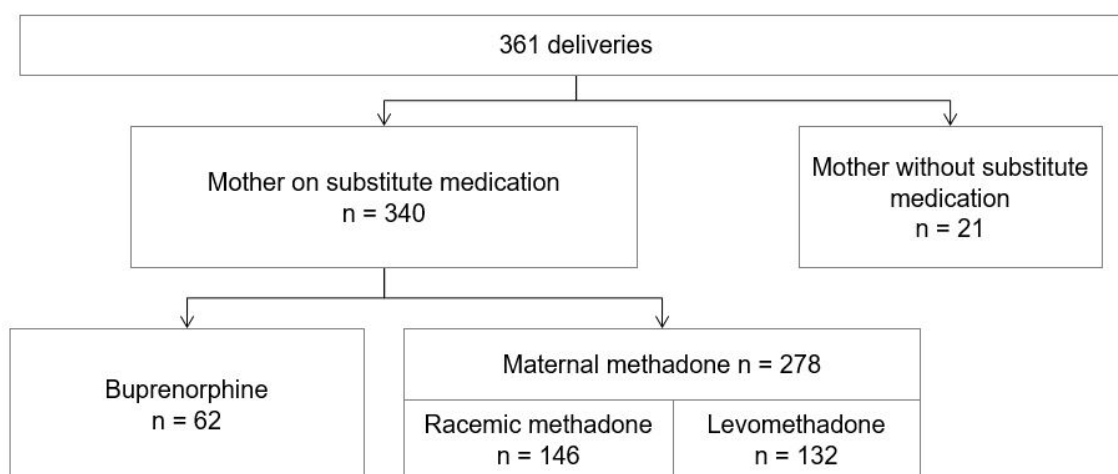 361 deliveries
Mother on substitute medication
n = 340
Mother without substitute
medication
n = 21
Buprenorphine
n = 62
Maternal methadone n = 278
Racemic methadone
n = 146
Levomethadone
n = 132